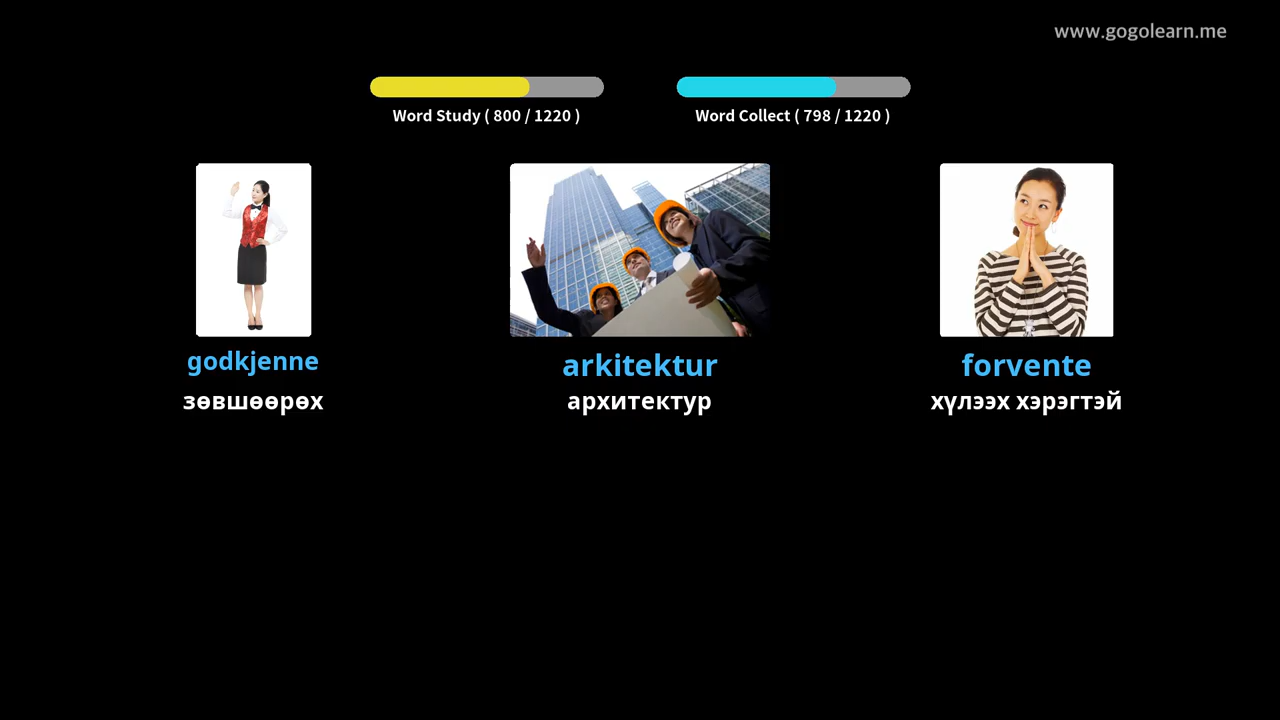 www.gogolearn.me
Word Study ( 800 / 1220 )
Word Collect ( 798 / 1220 )
godkjenne
зөвшөөрөх
arkitektur
архитектур
forvente
хүлээх хэрэгтэй